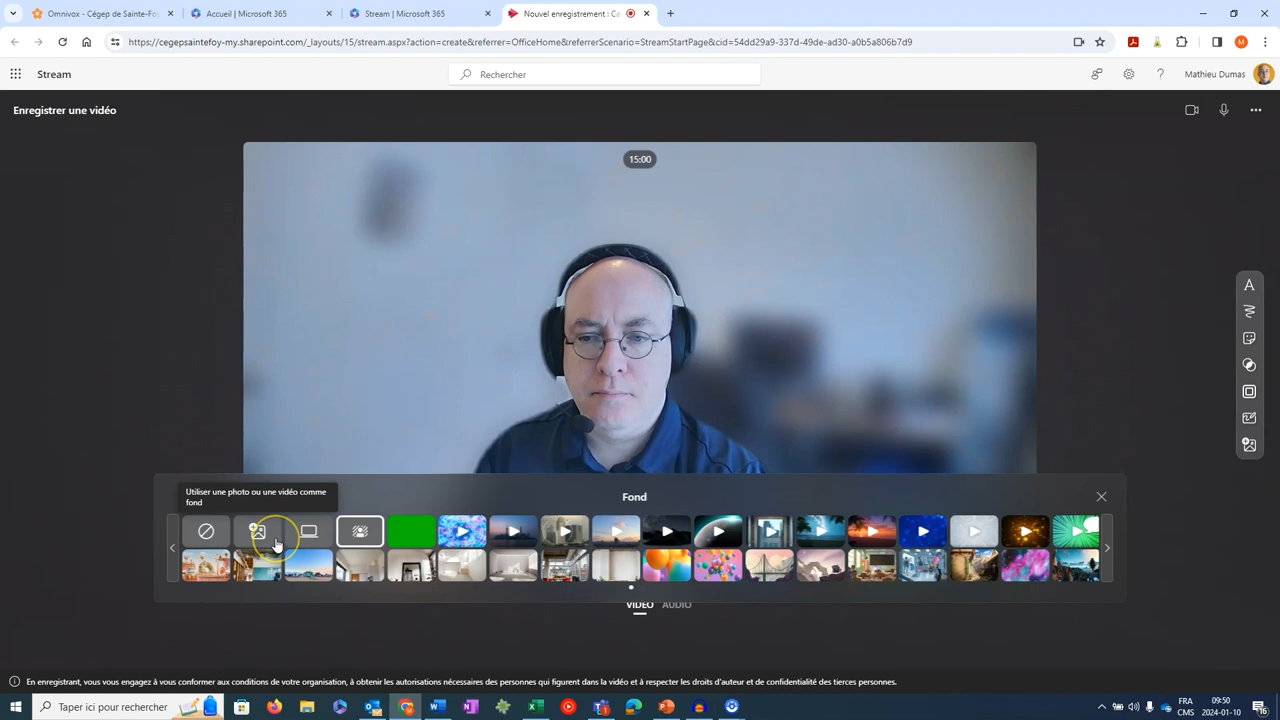 Omnivox - Cégep de Sainte-Foy
Accueil | Microsoft 365
Stream | Microsoft 365
Nouvel enregistrement : Ca
https://cegepsaintefoy-my.sharepoint.com/_layouts/15/stream.aspx?action=create&referrer=OfficeHome&referrerScenario=StreamStartPage&cid=54dd29a9-337d-49de-ad30-a0b5a806b7d9
M
Stream
Rechercher
Mathieu Dumas
Enregistrer une vidéo
15:00
A
Utiliser une photo ou une vidéo comme
fond
Fond
VIDÉO AUDIO
En enregistrant, vous vous engagez à vous conformer aux conditions de votre organisation, à obtenir les autorisations nécessaires des personnes qui figurent dans la vidéo et à respecter les droits d'auteur et de confidentialité des tierces personnes.
Taper ici pour rechercher
FRA
CMS
09:50
2024-01-10
16